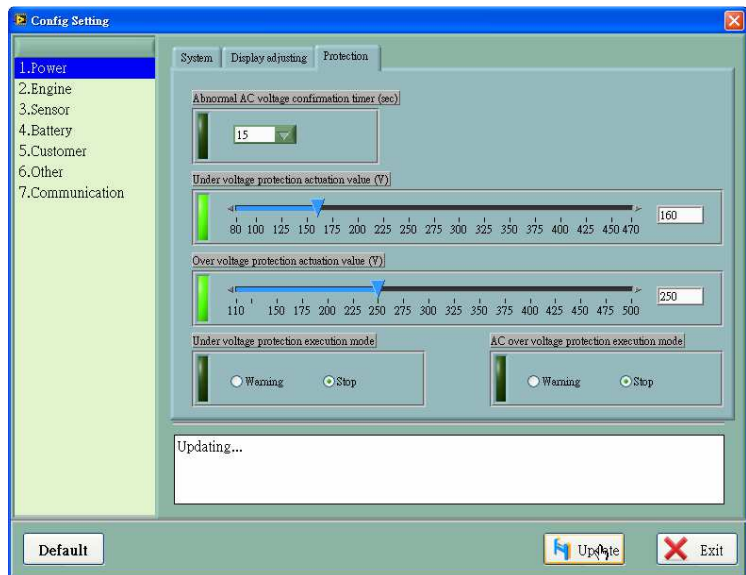 Config Setting
1.Power
2.Engine
3.Sensor
4.Battery
5.Customer
6.Other
7.Communication
System Display adjusting Protection
Abnormal AC voltage confirmation timer (sec)
15
Under voltage protection actuation value (V)
160
80 100 125 150 175 200 225 250 275 300 325 350 375 400 425 450 470
Over voltage protection actuation value (V)
250
110 150 175 200 225 250 275 300 325 350 375 400 425 450 475 500
Under voltage protection execution mode
Warning Stop
AC over voltage protection execution mode
Warning Stop
Updating...
Default Update Exit